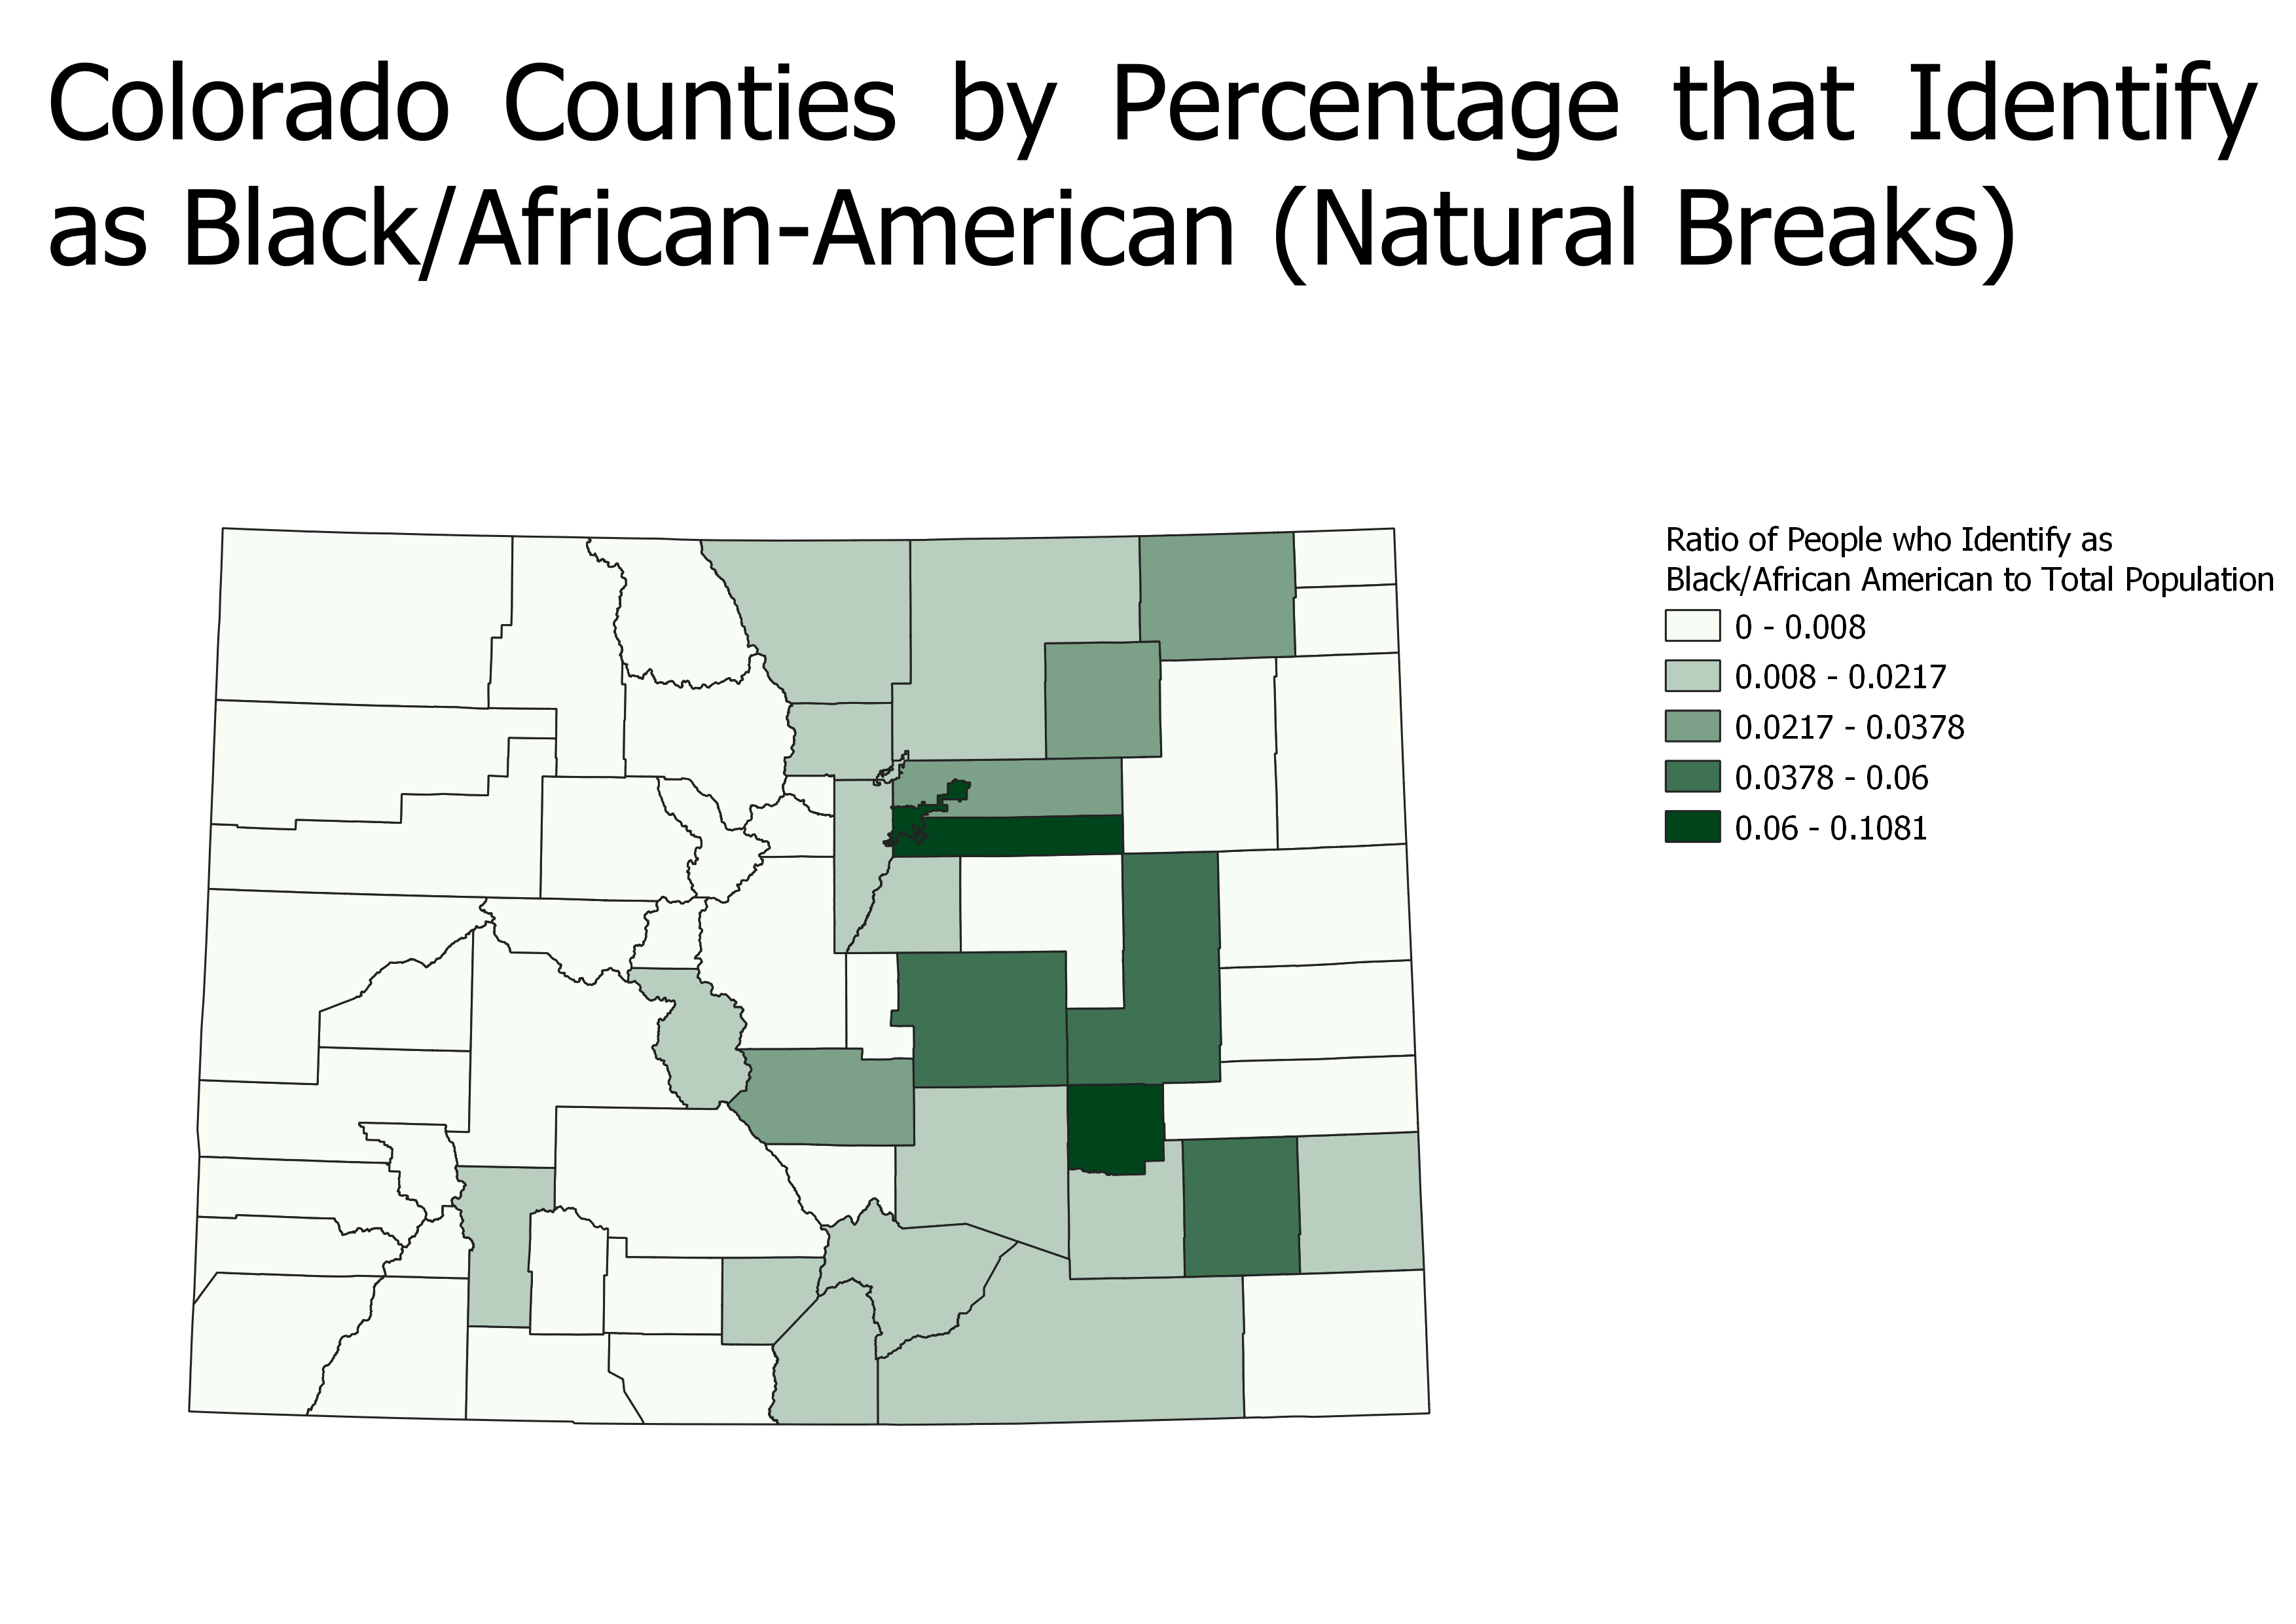 Colorado Counties by Percentage that Identify
as Black/African-American (Natural Breaks)
Ratio of People who Identify as
Black/African American to Total Population
0 - 0.008
0.008 - 0.0217
0.0217 - 0.0378
0.0378 - 0.06
0.06 - 0.1081